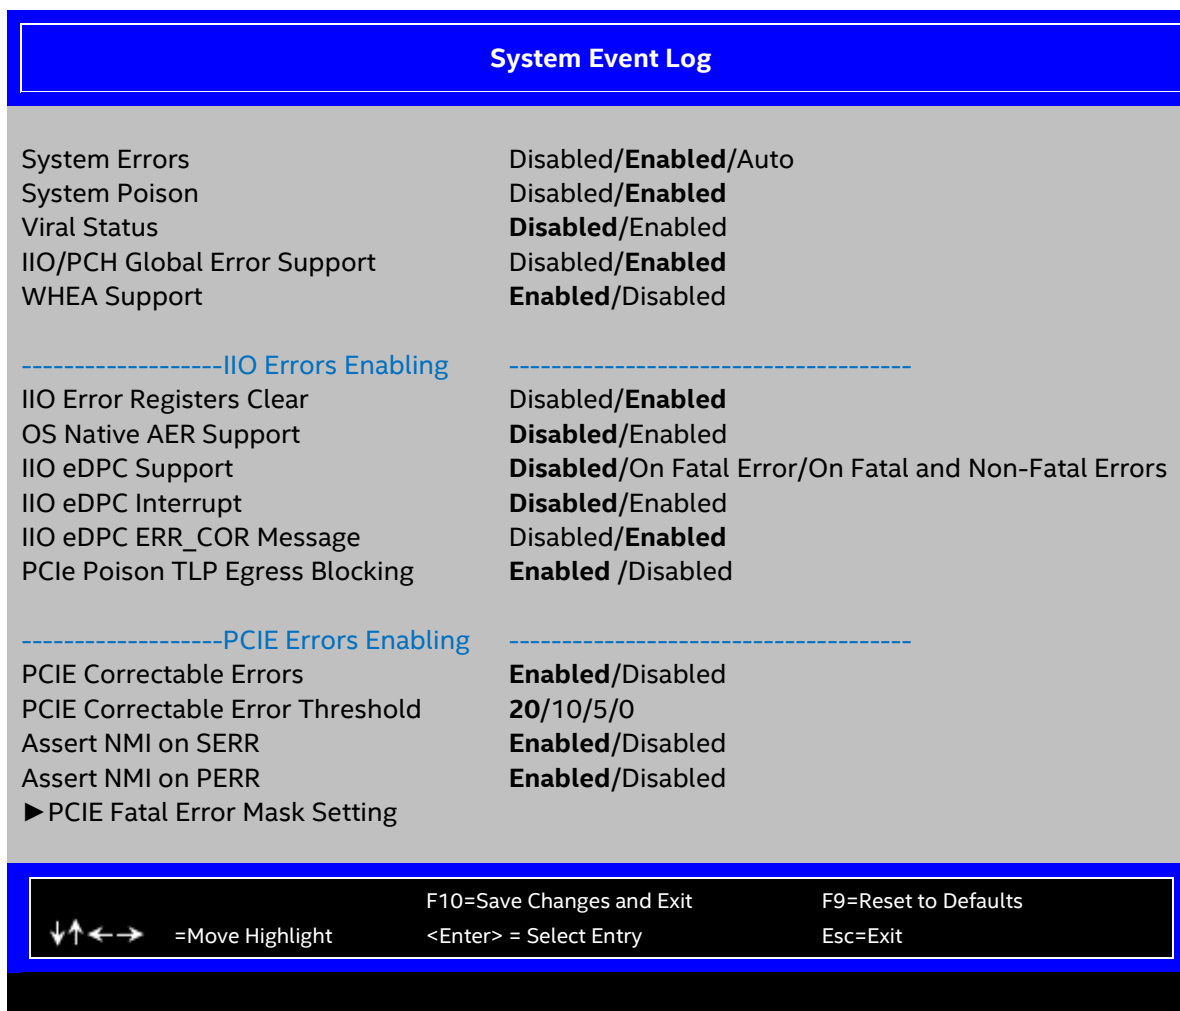 System Event Log
System Errors Disabled/Enabled/Auto
System Poison Disabled/Enabled
Viral Status Disabled/Enabled
IIO/PCH Global Error Support Disabled/Enabled
WHEA Support Enabled/Disabled
-------------------IIO Errors Enabling --------------------------------------
IIO Error Registers Clear Disabled/Enabled
OS Native AER Support Disabled/Enabled
IIO eDPC Support Disabled/On Fatal Error/On Fatal and Non-Fatal Errors
IIO eDPC Interrupt Disabled/Enabled
IIO eDPC ERR_COR Message Disabled/Enabled
PCIe Poison TLP Egress Blocking Enabled /Disabled
-------------------PCIE Errors Enabling --------------------------------------
PCIE Correctable Errors Enabled/Disabled
PCIE Correctable Error Threshold 20/10/5/0
Assert NMI on SERR Enabled/Disabled
Assert NMI on PERR Enabled/Disabled
►PCIE Fatal Error Mask Setting
F10=Save Changes and Exit F9=Reset to Defaults
↓↑←→ =Move Highlight <Enter> = Select Entry Esc=Exit